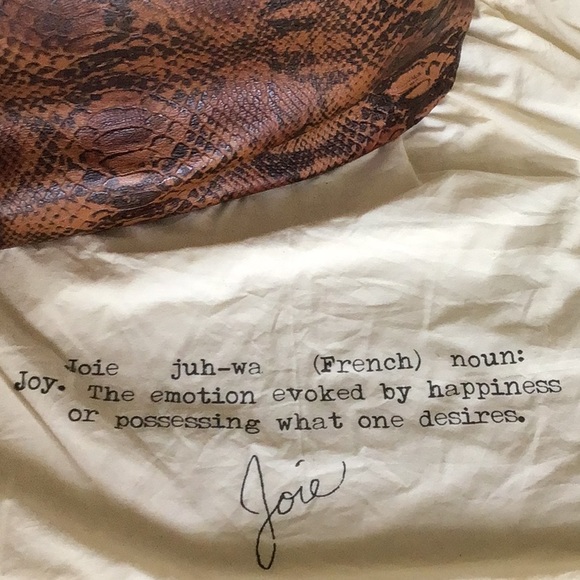 Joie juh-wa (French) noun:
Joy. The emotion evoked by happiness
or possessing what one desires.
Joie